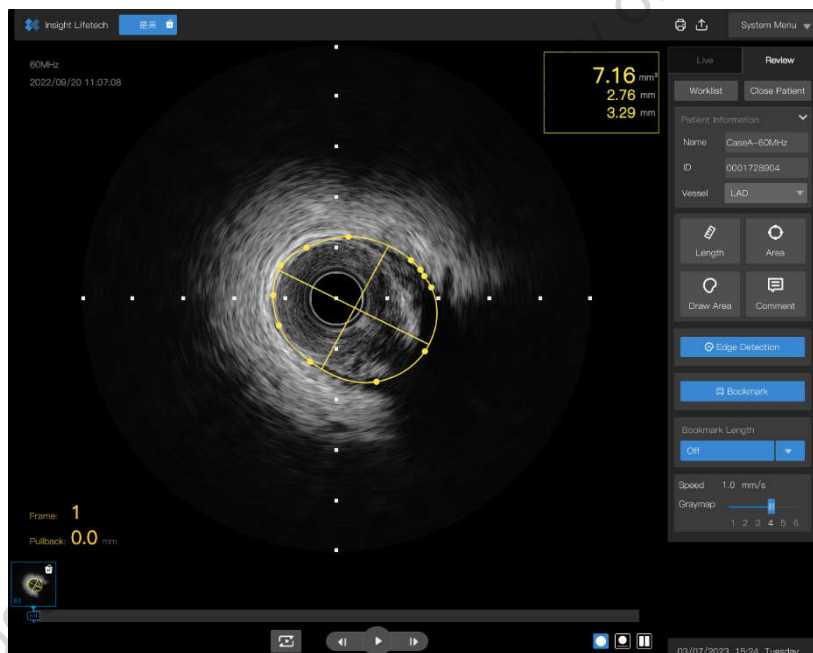 Insight Lifetech
System Menu
60MHz
2022/09/20 11:07:08
7.16 mm²
2.76 mm
3.29 mm
Live
Review
Worklist
Close Patient
Patient Information
Name
CaseA-60MHz
ID
0001728904
Vessel
LAD
Length
Area
Draw Area
Comment
Edge Detection
Bookmark
Bookmark Length
Off
Speed 1.0 mm/s
Graymap
1 2 3 4 5 6
Frame: 1
Pullback: 0.0 mm
03/07/2023 15:24 Tuesday